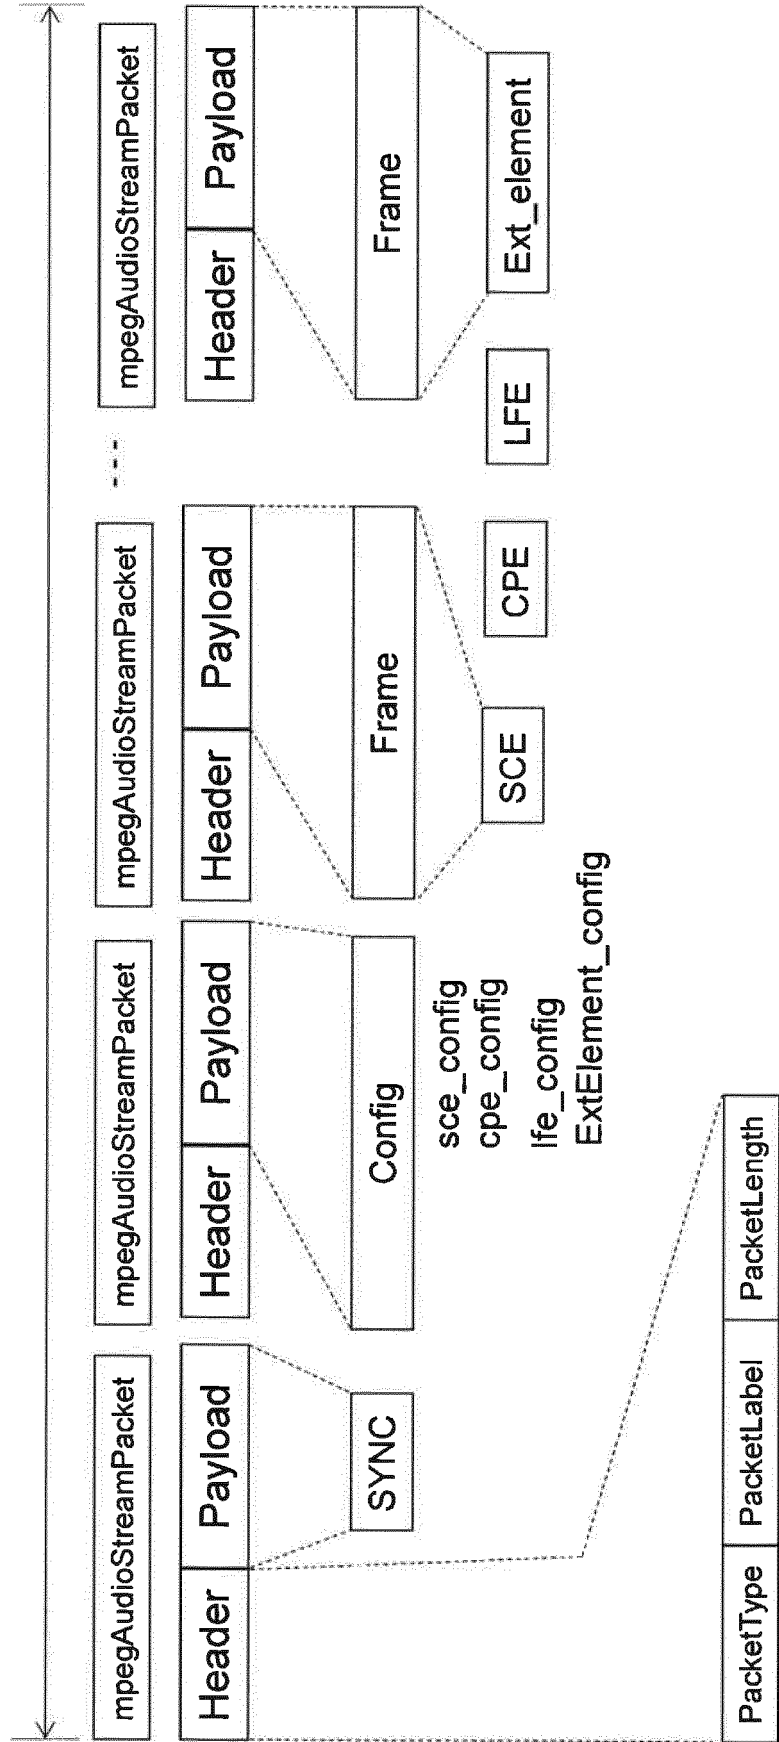 mpegAudioStreamPacket
mpegAudioStreamPacket
mpegAudioStreamPacket
- - -
mpegAudioStreamPacket
Header
Payload
Header
Payload
Header
Payload
Header
Payload
SYNC
Config
Frame
Frame
sce_config
cpe_config
lfe_config
ExtElement_config
SCE
CPE
LFE
Ext_element
PacketType
PacketLabel
PacketLength